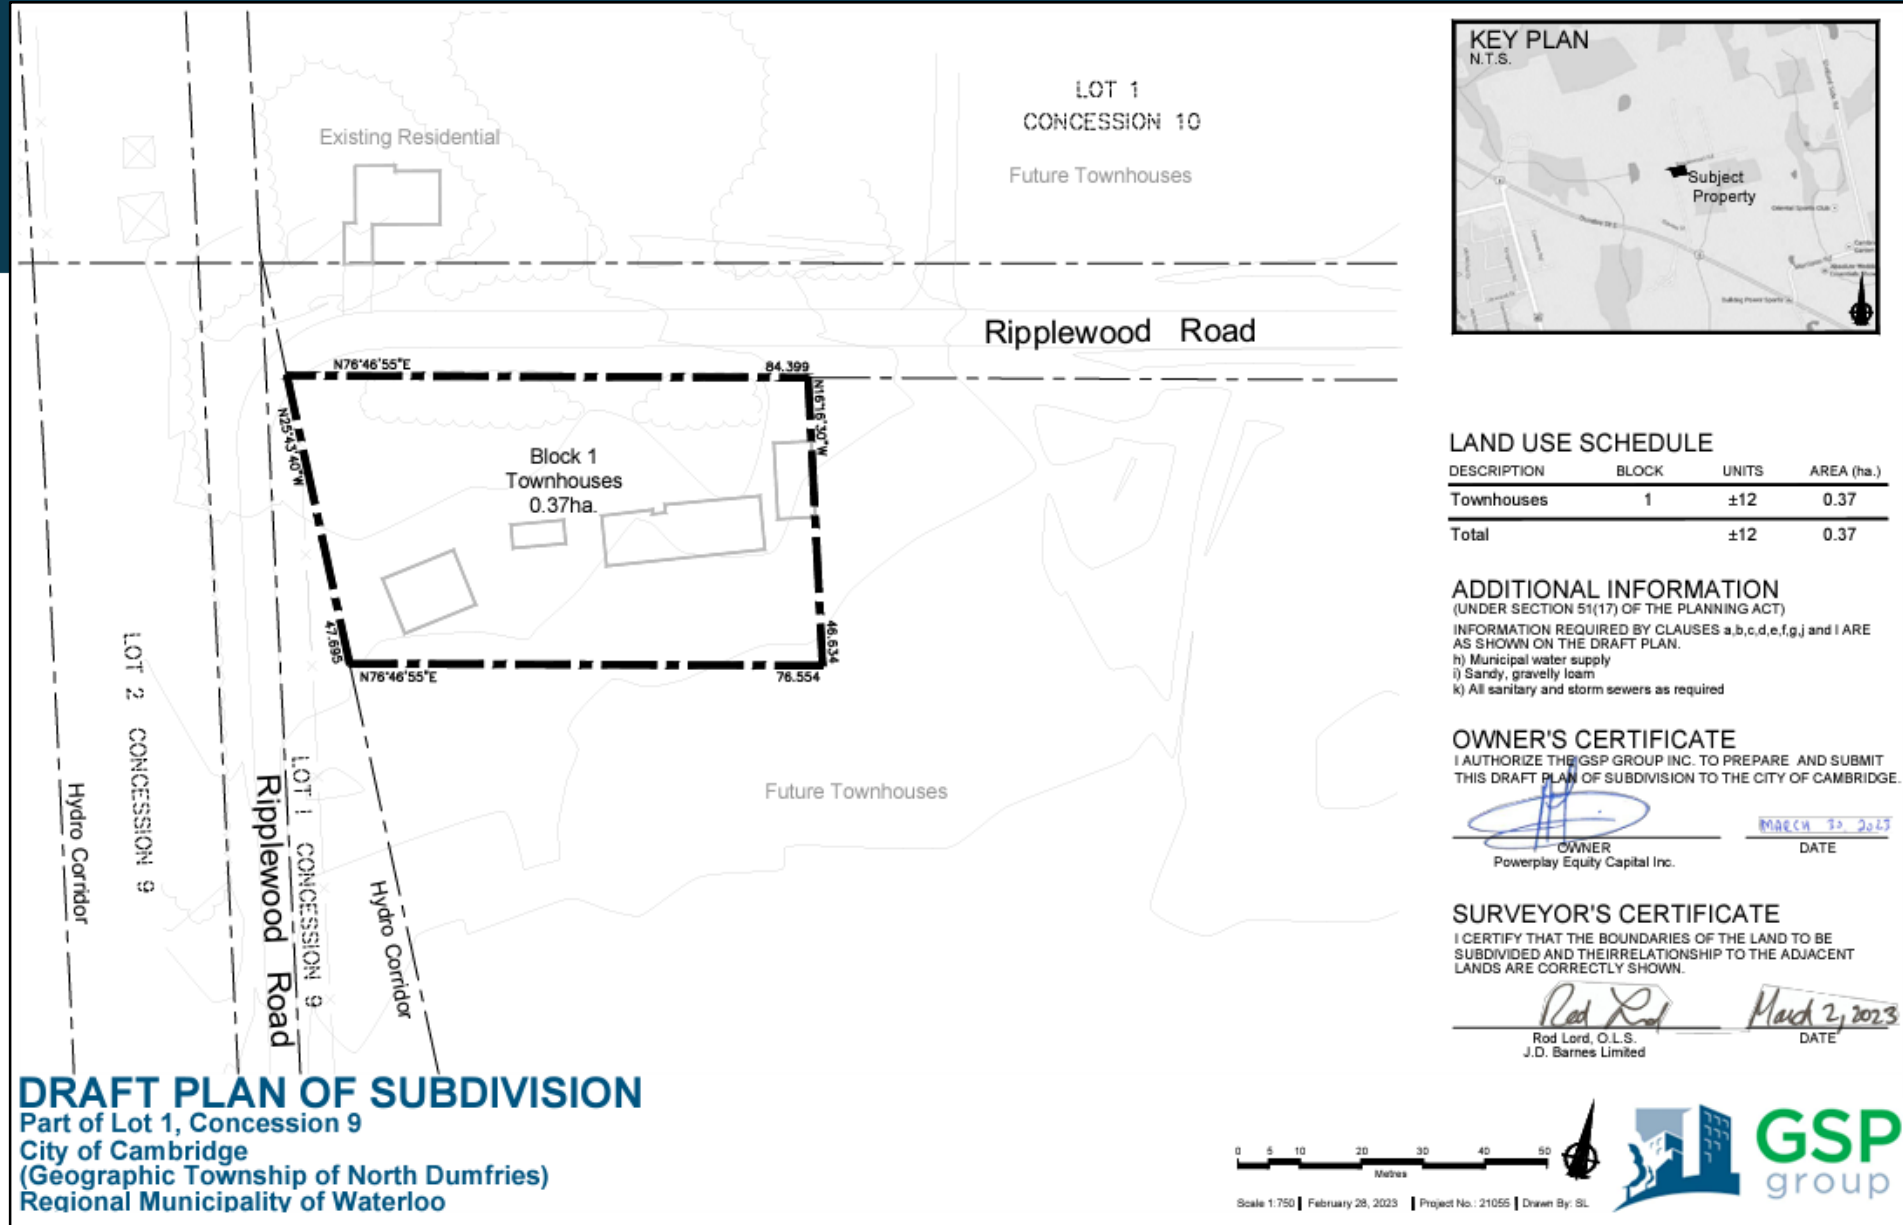 KEY PLAN
N.T.S.
Subject
Property
LOT 1
CONCESSION 10
Existing Residential
Future Townhouses
Ripplewood Road
N76°46'55"E
84.399
N16°16'30"W
N25°43'40"W
Block 1
Townhouses
0.37ha.
47.695
46.634
N76°46'55"E
76.554
LOT 2 CONCESSION 9
Hydro Corridor
Ripplewood Road
LOT 1 CONCESSION 9
Hydro Corridor
Future Townhouses
LAND USE SCHEDULE
DESCRIPTION BLOCK UNITS AREA (ha.)
Townhouses 1 ±12 0.37
Total ±12 0.37
ADDITIONAL INFORMATION
(UNDER SECTION 51(17) OF THE PLANNING ACT)
INFORMATION REQUIRED BY CLAUSES a,b,c,d,e,f,g,j and l ARE
AS SHOWN ON THE DRAFT PLAN.
h) Municipal water supply
i) Sandy, gravelly loam
k) All sanitary and storm sewers as required
OWNER'S CERTIFICATE
I AUTHORIZE THE GSP GROUP INC. TO PREPARE AND SUBMIT
THIS DRAFT PLAN OF SUBDIVISION TO THE CITY OF CAMBRIDGE.
MARCH 30, 2023
OWNER DATE
Powerplay Equity Capital Inc.
SURVEYOR'S CERTIFICATE
I CERTIFY THAT THE BOUNDARIES OF THE LAND TO BE
SUBDIVIDED AND THEIRRELATIONSHIP TO THE ADJACENT
LANDS ARE CORRECTLY SHOWN.
Rod Lord March 2, 2023
Rod Lord, O.L.S. DATE
J.D. Barnes Limited
DRAFT PLAN OF SUBDIVISION
Part of Lot 1, Concession 9
City of Cambridge
(Geographic Township of North Dumfries)
Regional Municipality of Waterloo
0 5 10 20 30 40 50
Metres
Scale 1:750 | February 28, 2023 | Project No.: 21055 | Drawn By: SL
GSP
group